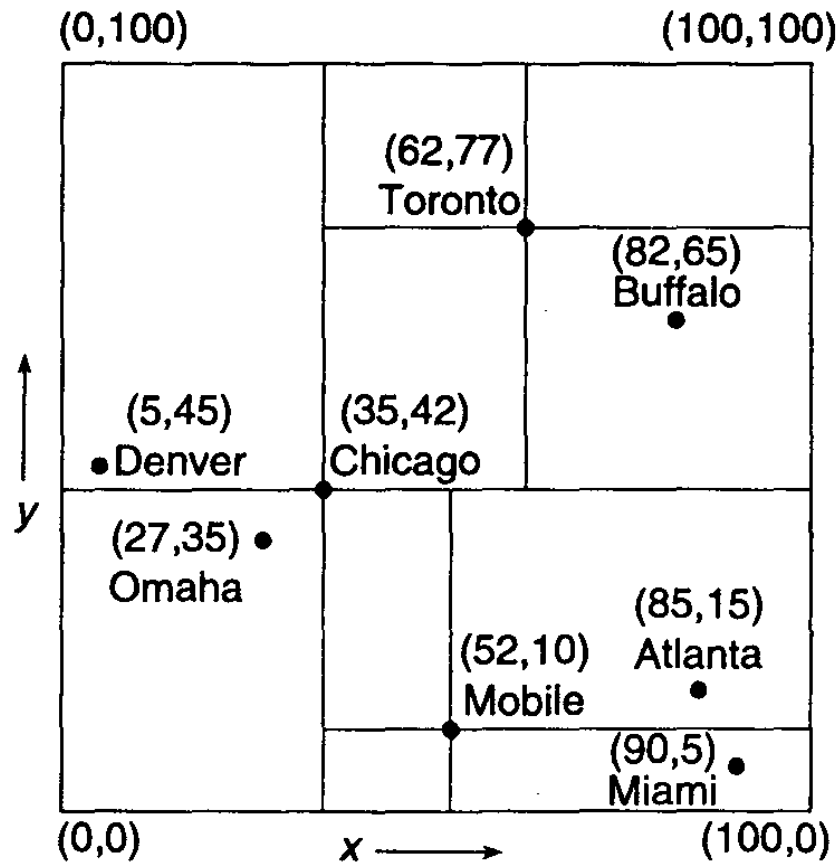 (0,100) (100,100)
(62,77)
Toronto
(82,65)
Buffalo
(5,45) (35,42)
Denver Chicago
y
(27,35)
Omaha
(85,15)
(52,10) Atlanta
Mobile
(90,5)
Miami
(0,0) x (100,0)